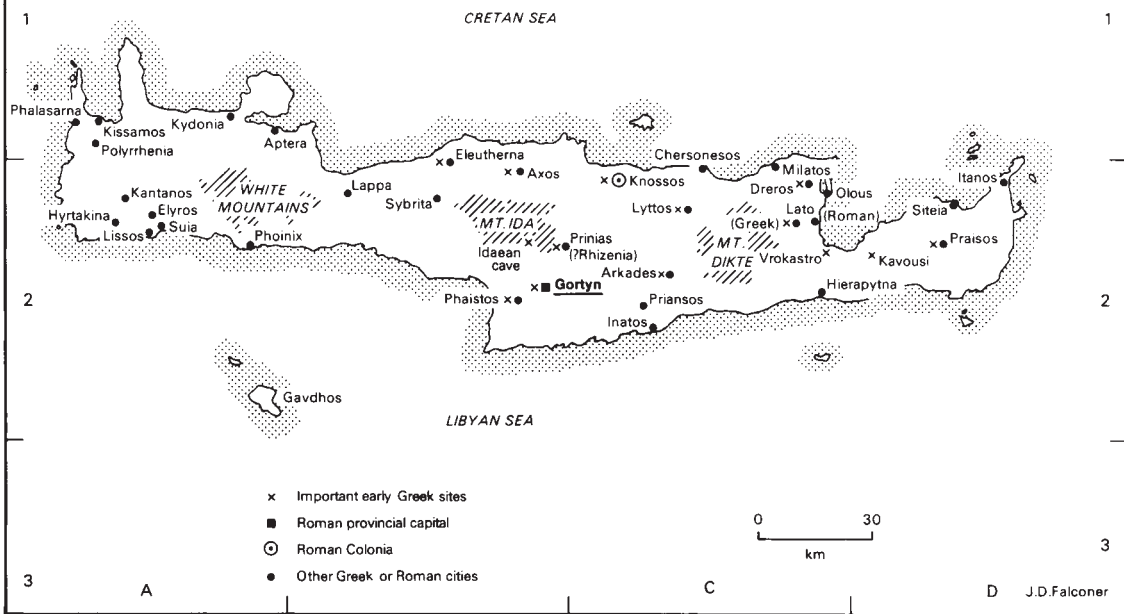 1
CRETAN SEA
1
Phalasarna
Kissamos
Polyrrhenia
Kydonia
Aptera
Eleutherna
Axos
Chersonesos
Milatos
Knossos
Dreros
Olous
Itanos
Kantanos
WHITE
MOUNTAINS
Lappa
Sybrita
Lyttos
Lato
(Greek)
(Roman)
Siteia
Hyrtakina
Elyros
Suia
Lissos
Phoinix
MT. IDA
Idaean
cave
Prinias
(?Rhizenia)
MT.
DIKTE
Vrokastro
Kavousi
Praisos
Arkades
2
Gortyn
Phaistos
Priansos
Hierapytna
2
Inatos
Gavdhos
LIBYAN SEA
× Important early Greek sites
Roman provincial capital
Roman Colonia
Other Greek or Roman cities
0 30
km
3
3
A
C
D
J.D.Falconer